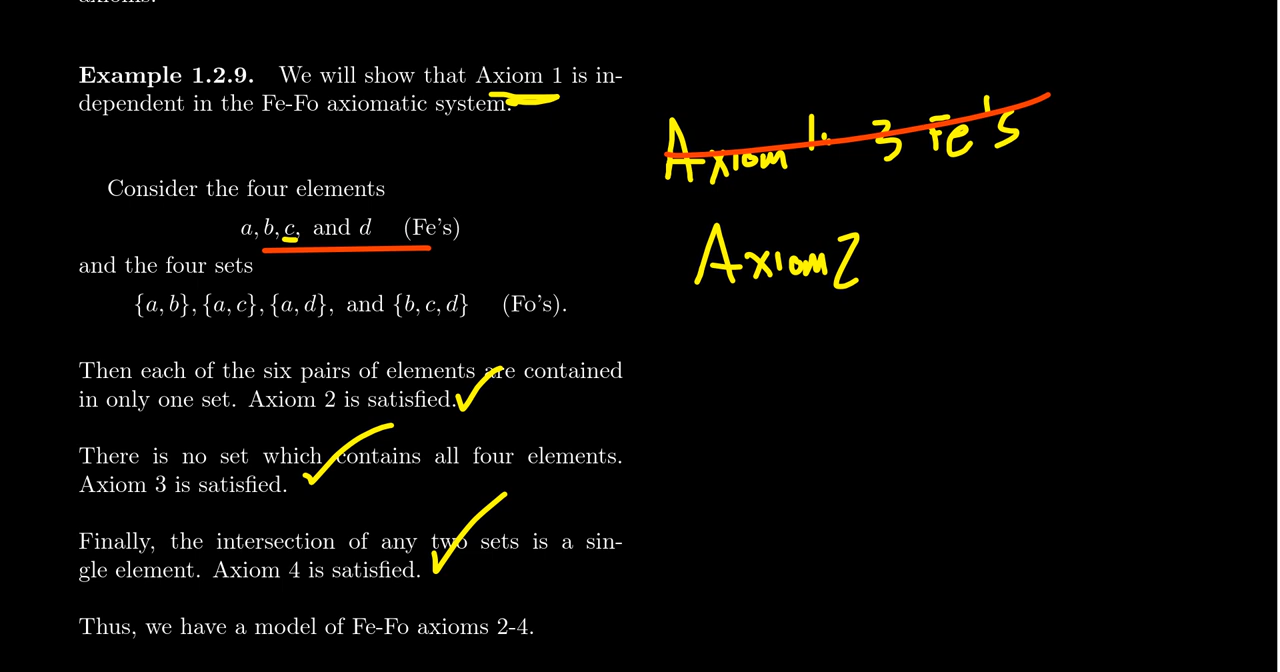 Example 1.2.9. We will show that Axiom 1 is in-
dependent in the Fe-Fo axiomatic system.
Axiom 1: 3 Fe's
Consider the four elements
a, b, c, and d (Fe's)
Axiom 2
and the four sets
{a, b}, {a, c}, {a, d}, and {b, c, d} (Fo's).
Then each of the six pairs of elements are contained
in only one set. Axiom 2 is satisfied.
There is no set which contains all four elements.
Axiom 3 is satisfied.
Finally, the intersection of any two sets is a sin-
gle element. Axiom 4 is satisfied.
Thus, we have a model of Fe-Fo axioms 2-4.